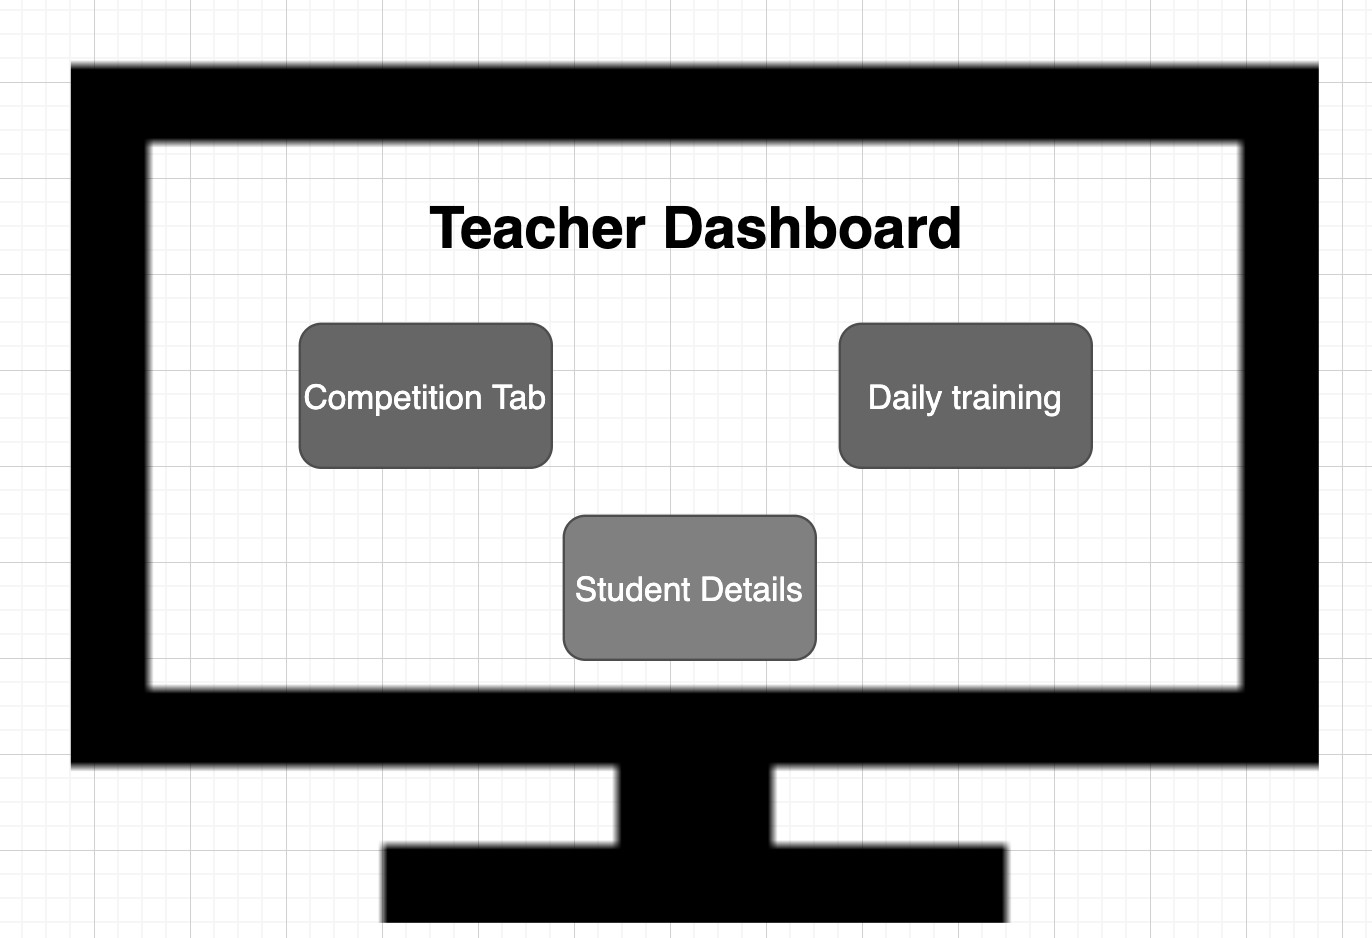 Teacher Dashboard
Competition Tab
Daily training
Student Details